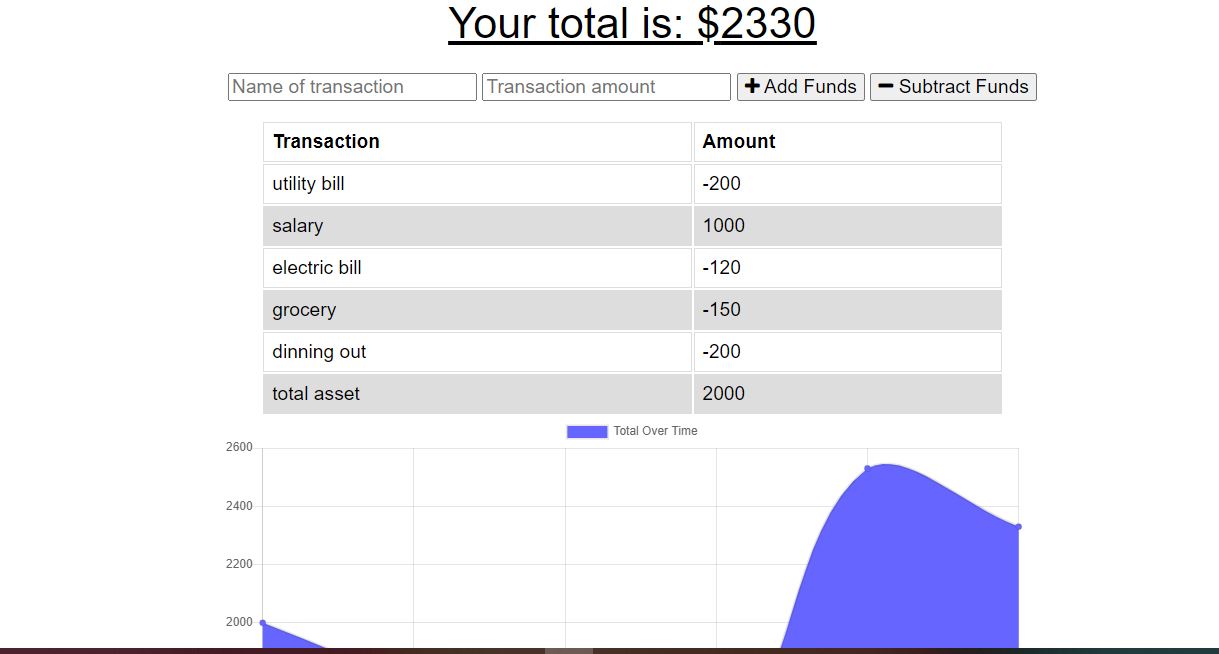 Your total is: $2330
Name of transaction Transaction amount Add Funds Subtract Funds
Transaction Amount
utility bill -200
salary 1000
electric bill -120
grocery -150
dinning out -200
total asset 2000
Total Over Time
2600
2400
2200
2000